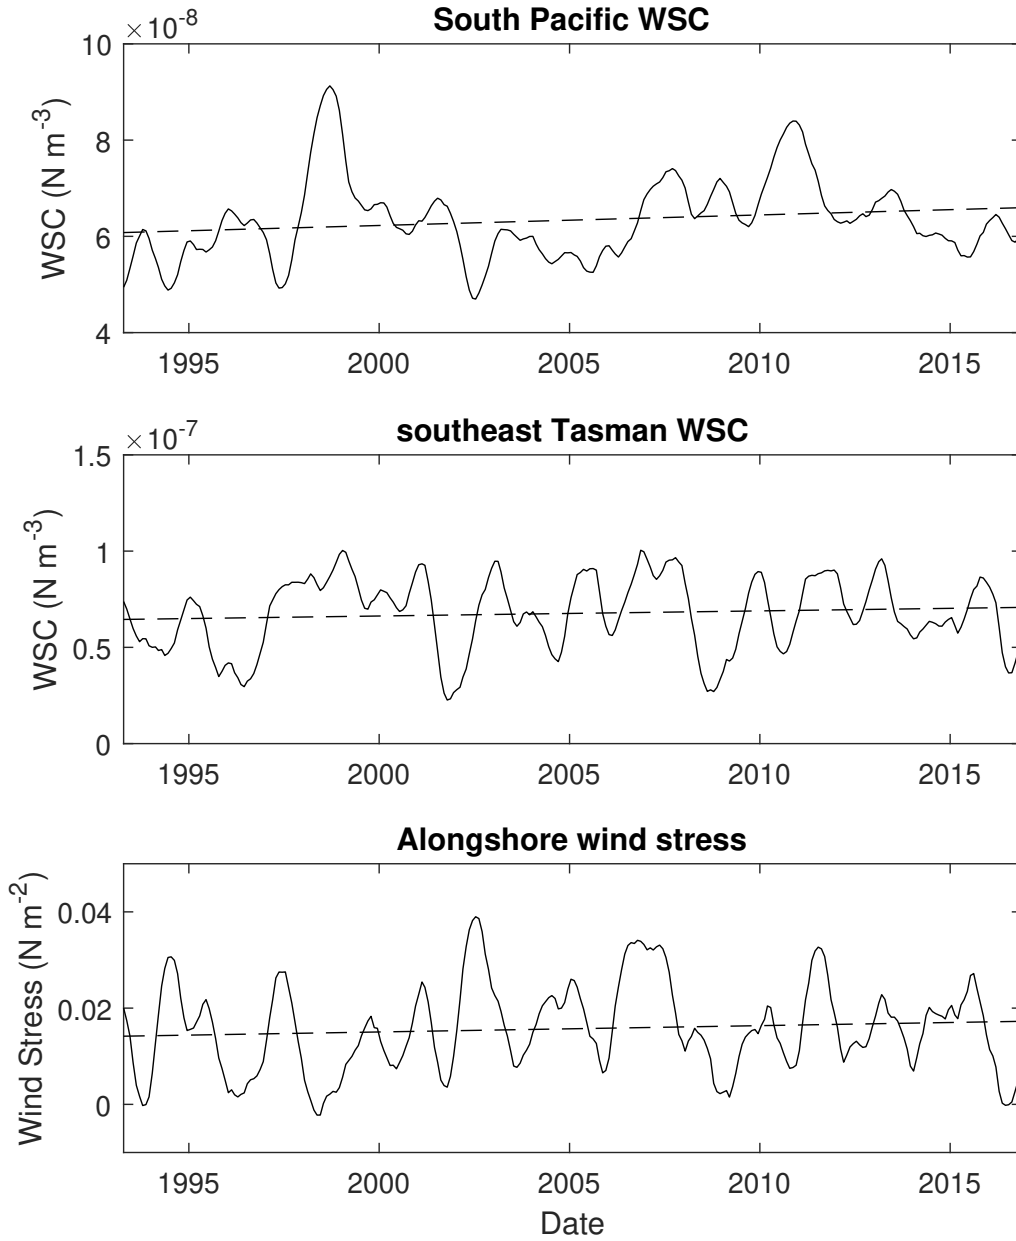 South Pacific WSC
×10⁻⁸
10
8
6
4
WSC (N m⁻³)
1995 2000 2005 2010 2015
southeast Tasman WSC
×10⁻⁷
1.5
1
0.5
0
WSC (N m⁻³)
1995 2000 2005 2010 2015
Alongshore wind stress
0.04
0.02
0
Wind Stress (N m⁻²)
1995 2000 2005 2010 2015
Date